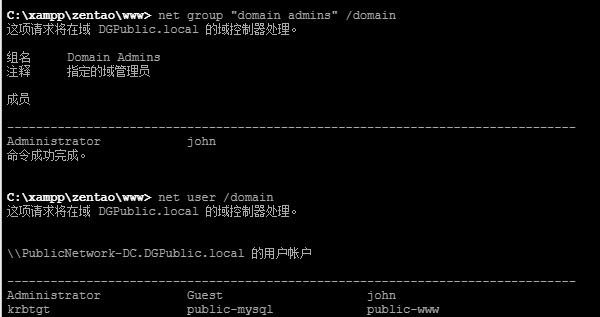 C:\xampp\zentao\www> net group "domain admins" /domain
这项请求将在域 DGPublic.local 的域控制器处理。
组名     Domain Admins
注释     指定的域管理员
成员
-------------------------------------------------------------------------------
Administrator            john
命令成功完成。
C:\xampp\zentao\www> net user /domain
这项请求将在域 DGPublic.local 的域控制器处理。
\\PublicNetwork-DC.DGPublic.local 的用户帐户
-------------------------------------------------------------------------------
Administrator            Guest                    john
krbtgt                   public-mysql             public-www